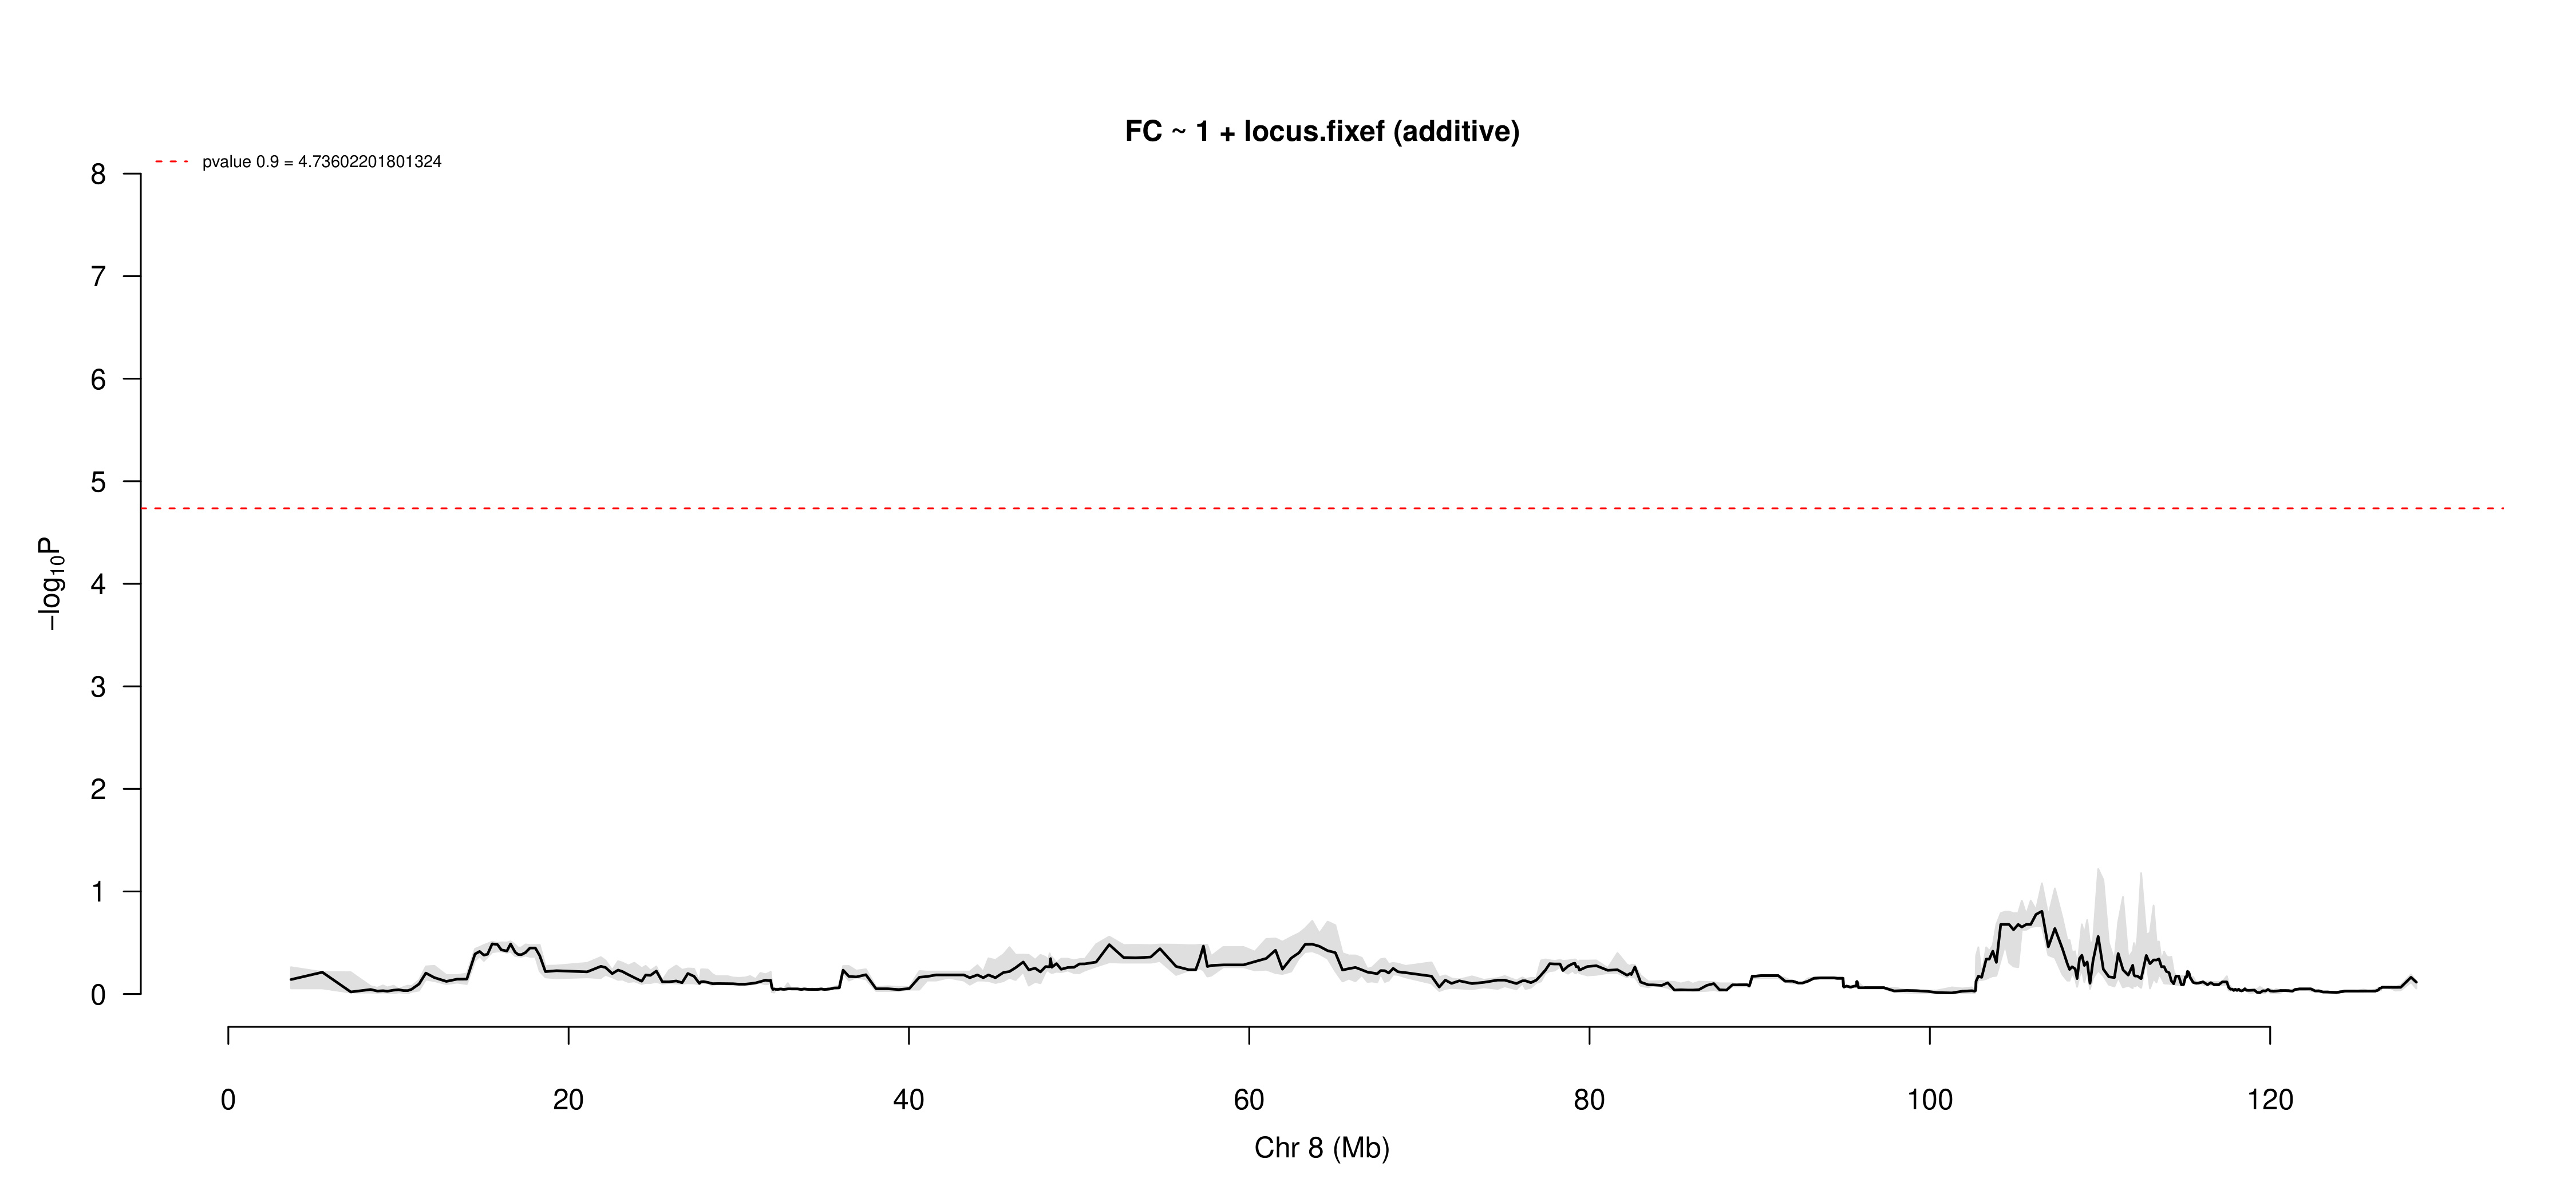 FC ~ 1 + locus.fixef (additive)
pvalue 0.9 = 4.73602201801324
8
7
6
5
4
3
2
1
0
−log10P
0 20 40 60 80 100 120
Chr 8 (Mb)